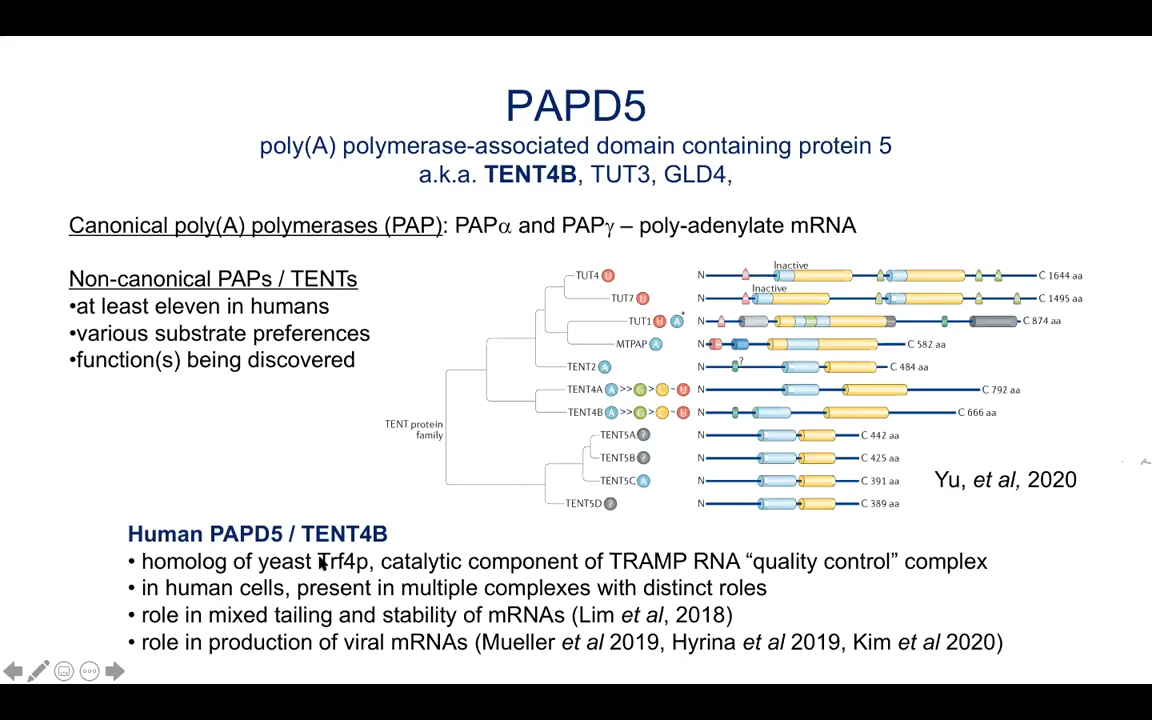 PAPD5
poly(A) polymerase-associated domain containing protein 5
a.k.a. TENT4B, TUT3, GLD4,
Canonical poly(A) polymerases (PAP): PAPα and PAPγ – poly-adenylate mRNA
Non-canonical PAPs / TENTs
•at least eleven in humans
•various substrate preferences
•function(s) being discovered
TENT protein
family
Inactive
TUT4 U N C 1644 aa
Inactive
TUT7 U N C 1495 aa
TUT1 U A * N C 874 aa
MTPAP A N C 582 aa
TENT2 A N ? C 484 aa
TENT4A A >> G > C ~ U N C 792 aa
TENT4B A >> G > C ~ U N C 666 aa
TENT5A ? N C 442 aa
TENT5B ? N C 425 aa
TENT5C A N C 391 aa
TENT5D ? N C 389 aa
Yu, et al, 2020
Human PAPD5 / TENT4B
• homolog of yeast Trf4p, catalytic component of TRAMP RNA “quality control” complex
• in human cells, present in multiple complexes with distinct roles
• role in mixed tailing and stability of mRNAs (Lim et al, 2018)
• role in production of viral mRNAs (Mueller et al 2019, Hyrina et al 2019, Kim et al 2020)